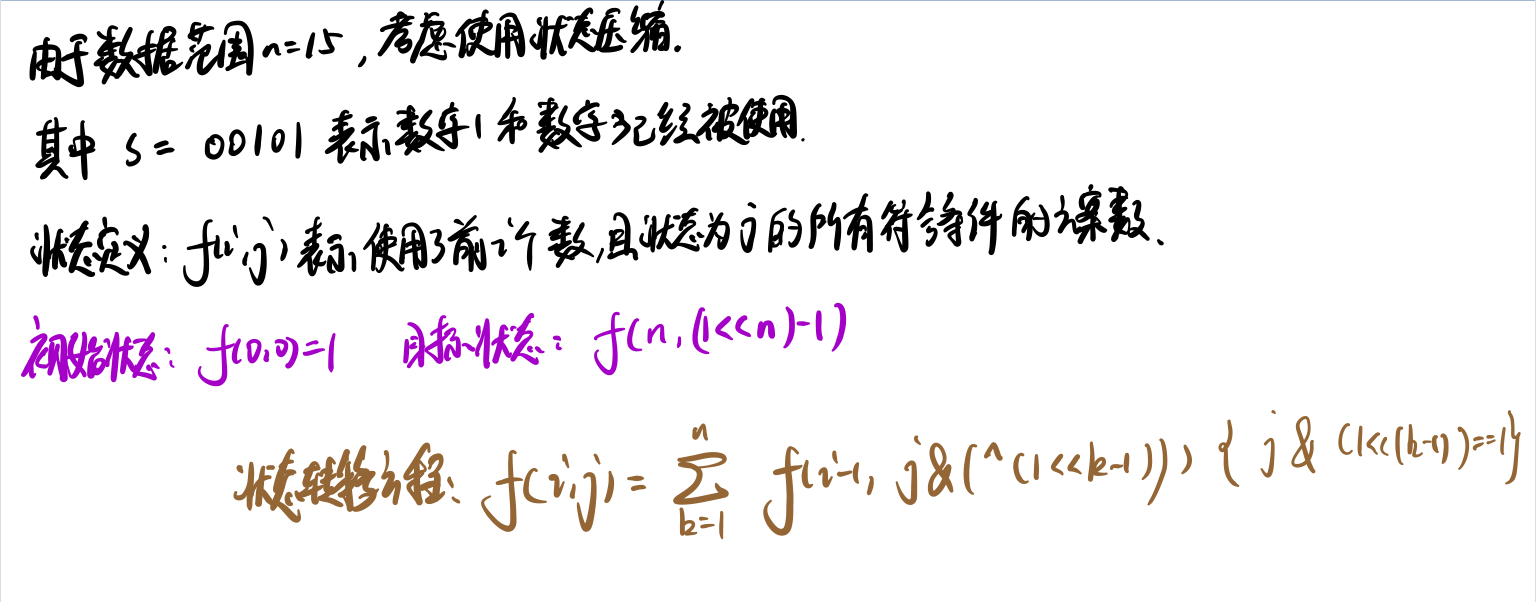 由于数据范围n=15,考虑使用状态压缩.
其中 s = 00101 表示数字1和数字3已经被使用.
状态定义: f(i,j)表示使用了前i个数,且状态为j的所有符合条件的方案数、
初始状态: f(0,0)=1 目标状态: f(n,(1<<n)-1)
状态转移方程: f(i,j) = n∑k=1 f(i-1, j&(^(1<<k-1))) { j & (1<<(k-1))==1}